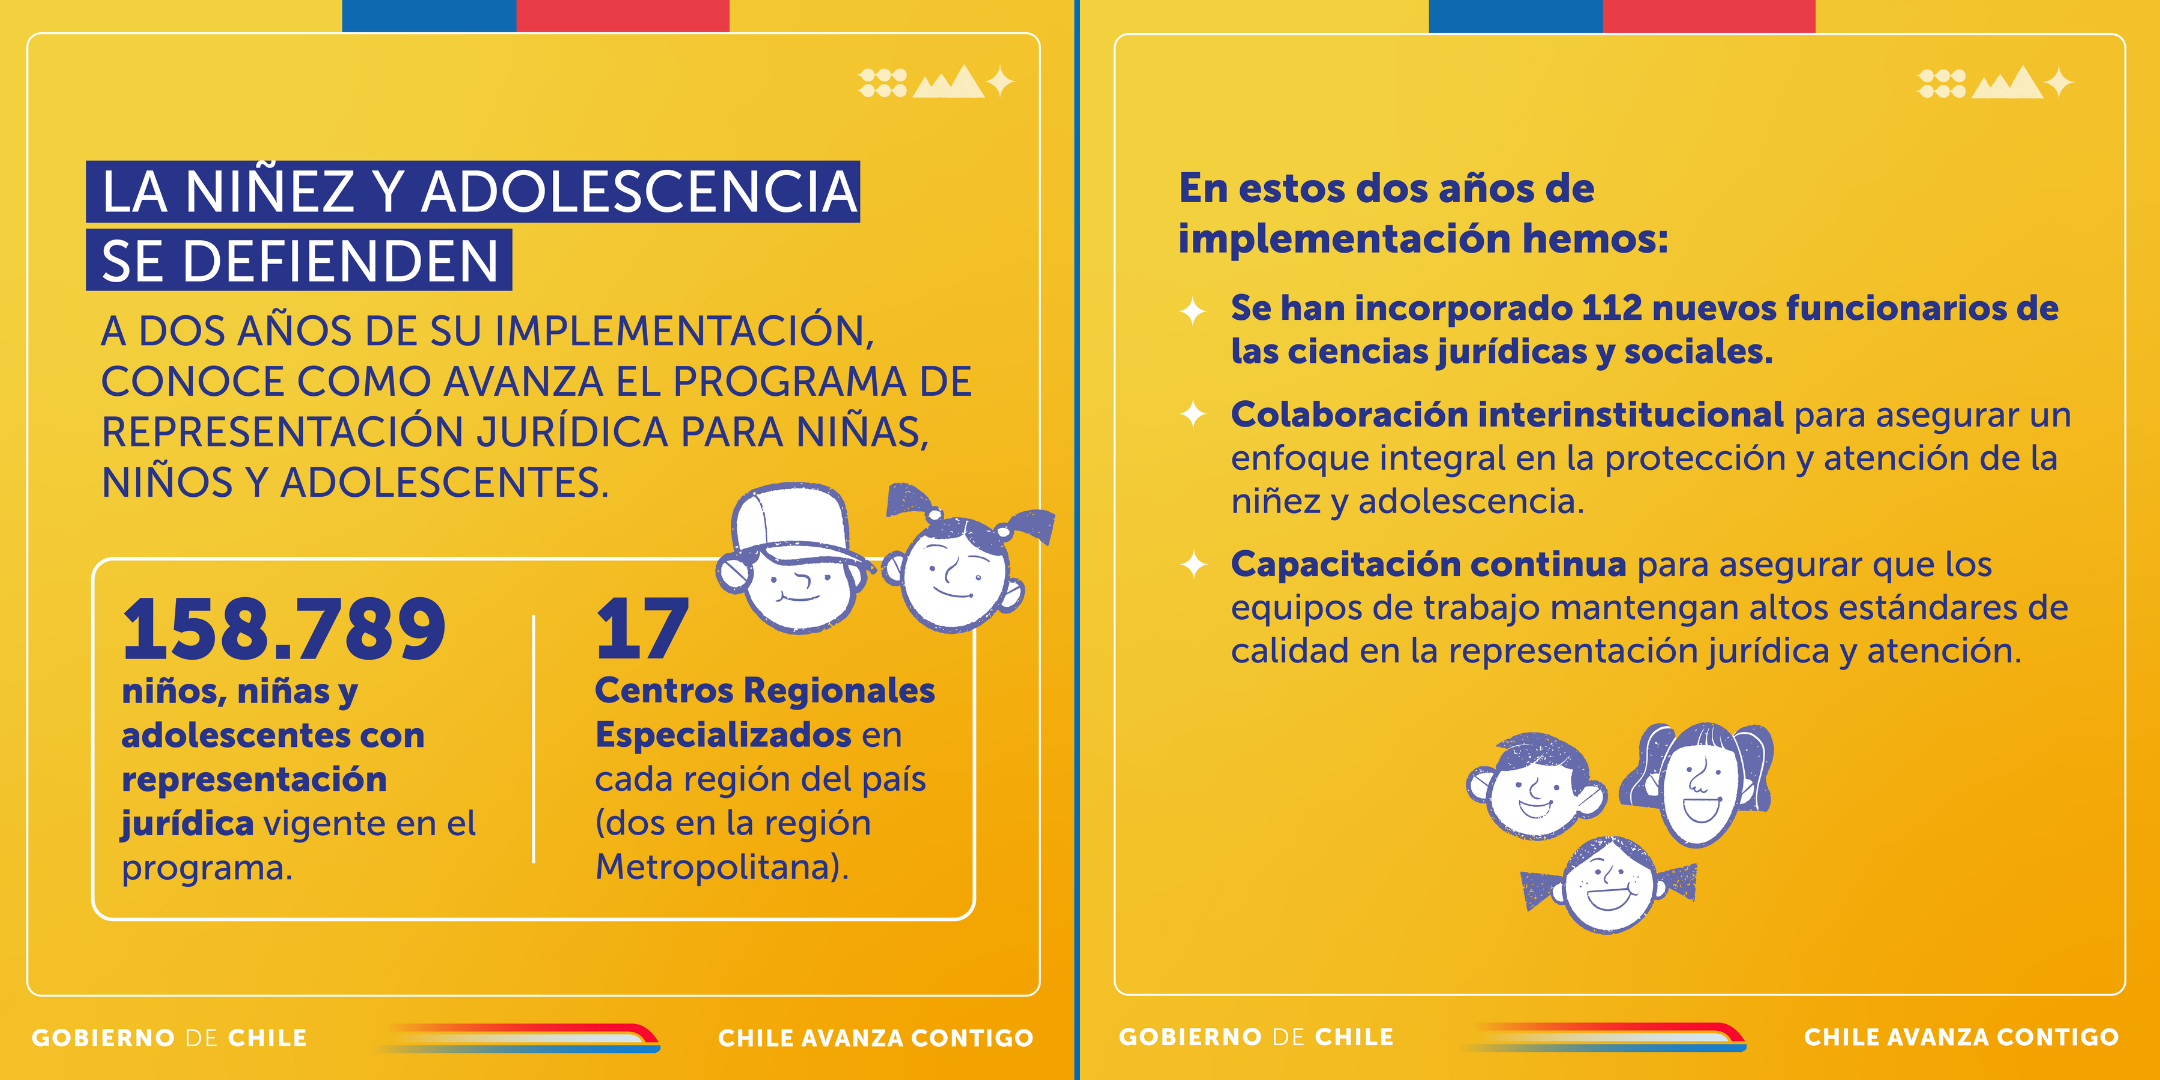 LA NIÑEZ Y ADOLESCENCIA
SE DEFIENDEN
A DOS AÑOS DE SU IMPLEMENTACIÓN,
CONOCE COMO AVANZA EL PROGRAMA DE
REPRESENTACIÓN JURÍDICA PARA NIÑAS,
NIÑOS Y ADOLESCENTES.
158.789
niños, niñas y
adolescentes con
representación
jurídica vigente en el
programa.
17
Centros Regionales
Especializados en
cada región del país
(dos en la región
Metropolitana).
GOBIERNO DE CHILE
CHILE AVANZA CONTIGO
En estos dos años de
implementación hemos:
Se han incorporado 112 nuevos funcionarios de
las ciencias jurídicas y sociales.
Colaboración interinstitucional para asegurar un
enfoque integral en la protección y atención de la
niñez y adolescencia.
Capacitación continua para asegurar que los
equipos de trabajo mantengan altos estándares de
calidad en la representación jurídica y atención.
GOBIERNO DE CHILE
CHILE AVANZA CONTIGO